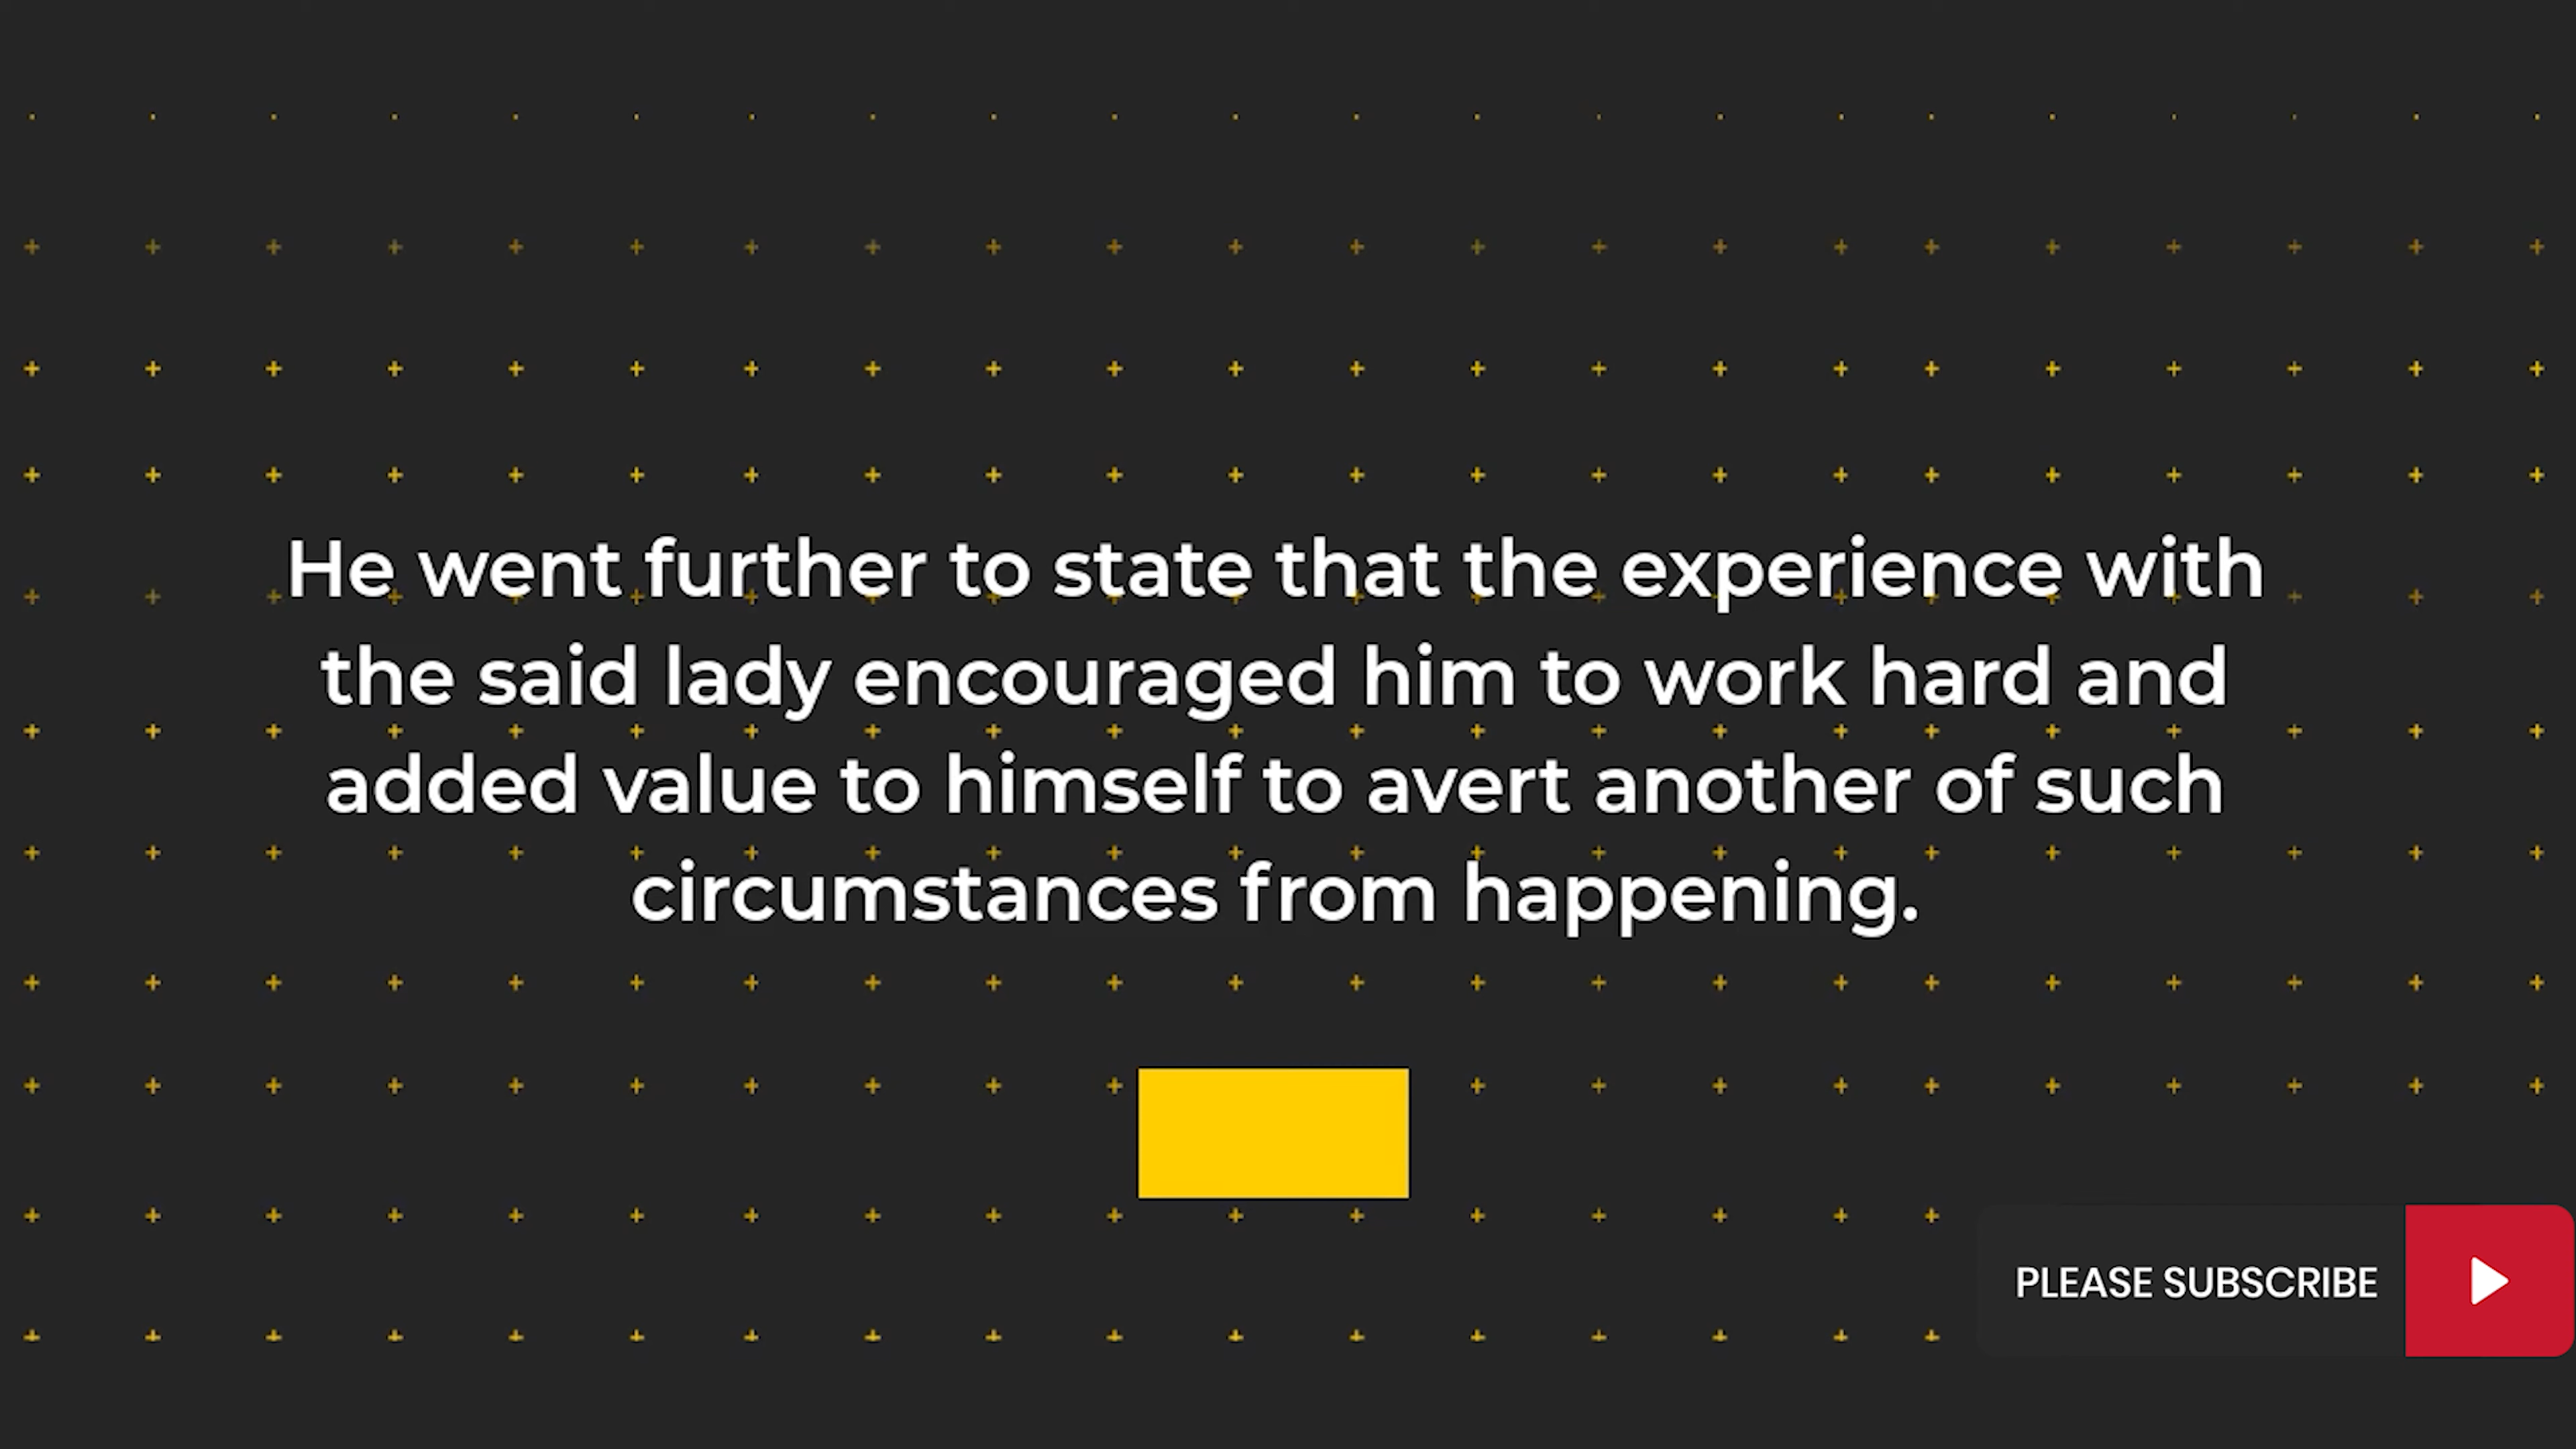 He went further to state that the experience with
the said lady encouraged him to work hard and
added value to himself to avert another of such
circumstances from happening.
PLEASE SUBSCRIBE